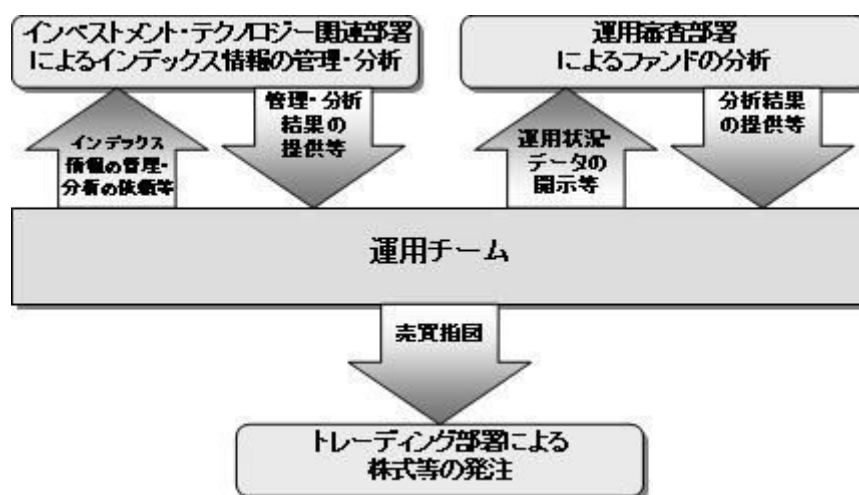 インベストメント・テクノロジー関連部署
によるインデックス情報の管理・分析
運用審査部署
によるファンドの分析
インデックス
情報の管理・
分析の依頼等
管理・分析
結果の
提供等
運用状況・
データの
開示等
分析結果
の提供等
運用チーム
売買指図
トレーディング部署による
株式等の発注